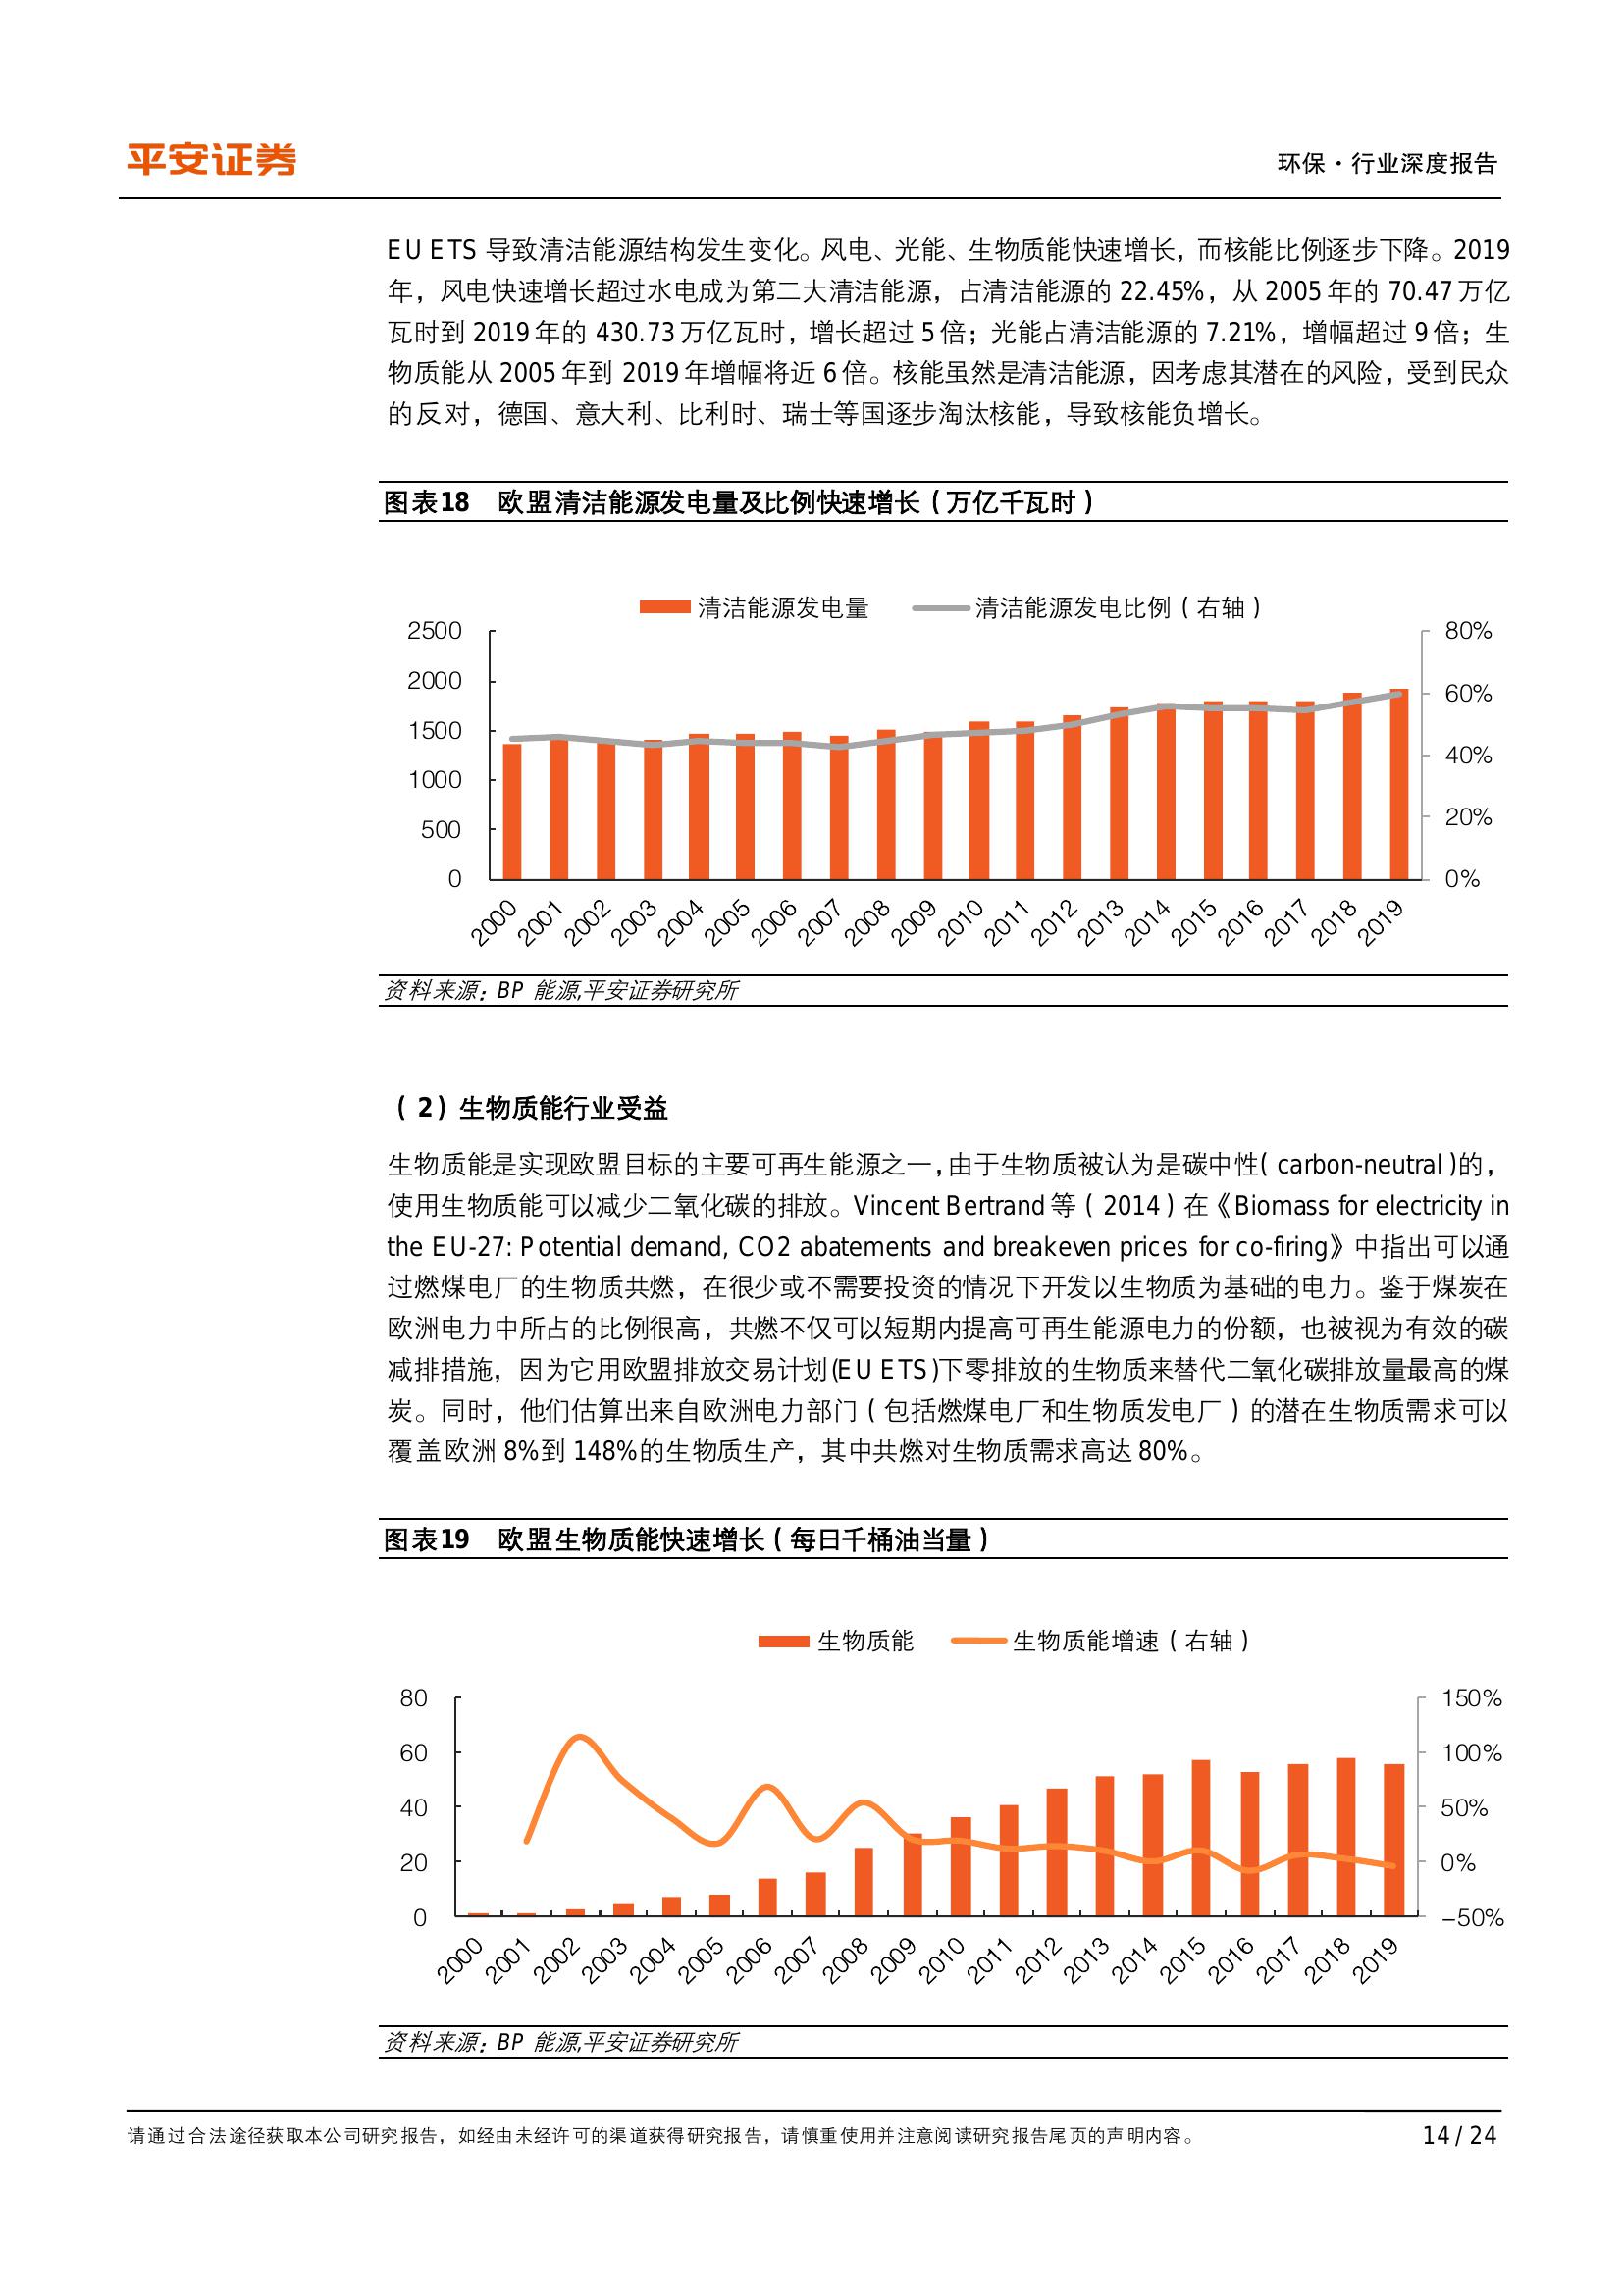 平安证券
环保·行业深度报告
EU ETS 导致清洁能源结构发生变化。风电、光能、生物质能快速增长，而核能比例逐步下降。2019
年，风电快速增长超过水电成为第二大清洁能源，占清洁能源的 22.45%，从 2005 年的 70.47 万亿
瓦时到 2019 年的 430.73 万亿瓦时，增长超过 5 倍；光能占清洁能源的 7.21%，增幅超过 9 倍；生
物质能从 2005 年到 2019 年增幅将近 6 倍。核能虽然是清洁能源，因考虑其潜在的风险，受到民众
的反对，德国、意大利、比利时、瑞士等国逐步淘汰核能，导致核能负增长。
图表18 欧盟清洁能源发电量及比例快速增长（万亿千瓦时）
清洁能源发电量 清洁能源发电比例（右轴）
2500 80%
2000 60%
1500 40%
1000 20%
500 0%
0
2000 2001 2002 2003 2004 2005 2006 2007 2008 2009 2010 2011 2012 2013 2014 2015 2016 2017 2018 2019
资料来源：BP 能源,平安证券研究所
（2）生物质能行业受益
生物质能是实现欧盟目标的主要可再生能源之一，由于生物质被认为是碳中性（carbon-neutral）的，
使用生物质能可以减少二氧化碳的排放。Vincent Bertrand 等（2014）在《Biomass for electricity in
the EU-27: Potential demand, CO2 abatements and breakeven prices for co-firing》中指出可以通
过燃煤电厂的生物质共燃，在很少或不需要投资的情况下开发以生物质为基础的电力。鉴于煤炭在
欧洲电力中所占的比例很高，共燃不仅可以短期内提高可再生能源电力的份额，也被视为有效的碳
减排措施，因为它用欧盟排放交易计划(EU ETS)下零排放的生物质来替代二氧化碳排放量最高的煤
炭。同时，他们估算出来自欧洲电力部门（包括燃煤电厂和生物质发电厂）的潜在生物质需求可以
覆盖欧洲 8%到 148%的生物质生产，其中共燃对生物质需求高达 80%。
图表19 欧盟生物质能快速增长（每日千桶油当量）
生物质能 生物质能增速（右轴）
80 150%
60 100%
40 50%
20 0%
0 -50%
2000 2001 2002 2003 2004 2005 2006 2007 2008 2009 2010 2011 2012 2013 2014 2015 2016 2017 2018 2019
资料来源：BP 能源,平安证券研究所
请通过合法途径获取本公司研究报告，如经由未经许可的渠道获得研究报告，请慎重使用并注意阅读研究报告尾页的声明内容。
14 / 24